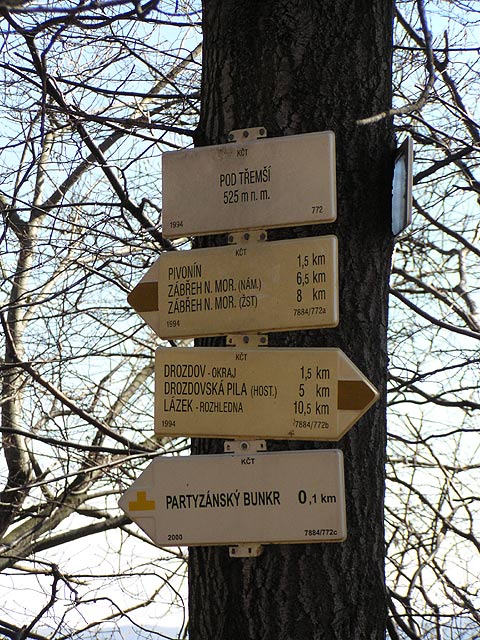 KČT
POD TŘEMŠÍ
525 m n. m.
1994 772
KČT
PIVONÍN 1,5 km
ZÁBŘEH N. MOR. (NÁM.) 6,5 km
ZÁBŘEH N. MOR. (ŽST) 8 km
1994 7884/772a
KČT
DROZDOV - OKRAJ 1,5 km
DROZDOVSKÁ PILA (HOST.) 5 km
LÁZEK - ROZHLEDNA 10,5 km
1994 7884/772b
KČT
PARTYZÁNSKÝ BUNKR 0,1 km
2000 7884/772c